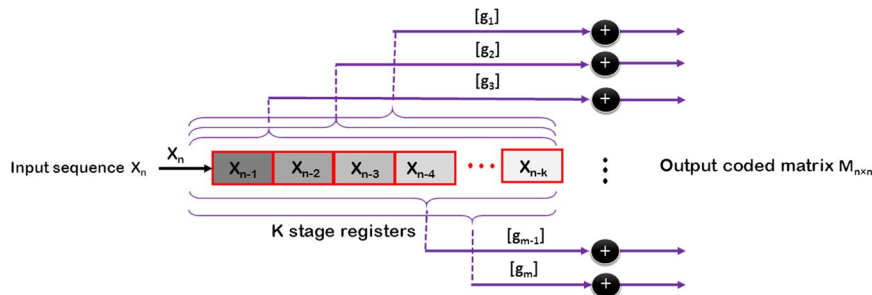 [g₁]
+
[g₂]
+
[g₃]
+
Input sequence Xₙ
Xₙ
Xₙ₋₁ Xₙ₋₂ Xₙ₋₃ Xₙ₋₄ ... Xₙ₋ₖ
Output coded matrix Mₙₓₙ
K stage registers
[gₘ₋₁]
+
[gₘ]
+